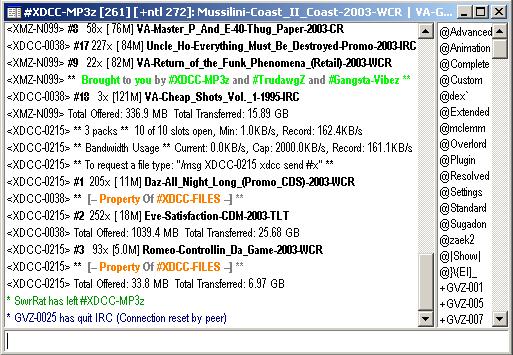 #XDCC-MP3z [261] [+ntl 272]: Mussilini-Coast_II_Coast-2003-WCR | VA-G...
<XDCC-0038> #8 58x [ 76M] VA-Master_P_And_E-40-Thug_Paper-2003-CR
<XDCC-0038> #17 227x [ 84M] Uncle_Ho-Everything_Must_Be_Destroyed-Promo-2003-IRC
<XMZ-N099> #9 22x [ 82M] VA-Return_of_the_Funk_Phenomena_(Retail)-2003-WCR
<XMZ-N099> ** Brought to you by #XDCC-MP3z and #TrudawgZ and #Gangsta-Vibez **
<XDCC-0038> #18 3x [121M] VA-Cheap_Shots_Vol._1-1995-IRC
<XMZ-N099> Total Offered: 336.9 MB Total Transferred: 15.89 GB
<XDCC-0215> ** 3 packs ** 10 of 10 slots open, Min: 1.0KB/s, Record: 162.4KB/s
<XDCC-0215> ** Bandwidth Usage ** Current: 0.0KB/s, Cap: 2000.0KB/s, Record: 161.1KB/s
<XDCC-0215> ** To request a file type: "/msg XDCC-0215 xdcc send #x" **
<XDCC-0215> #1 205x [ 11M] Daz-All_Night_Long_(Promo_CDS)-2003-WCR
<XDCC-0038> ** [-- Property Of #XDCC-FILES --] **
<XDCC-0215> #2 252x [ 18M] Eve-Satisfaction-CDM-2003-TLT
<XDCC-0038> Total Offered: 1039.4 MB Total Transferred: 25.68 GB
<XDCC-0215> #3 93x [5.0M] Romeo-Controllin_Da_Game-2003-WCR
<XDCC-0215> ** [-- Property Of #XDCC-FILES --] **
<XDCC-0215> Total Offered: 33.8 MB Total Transferred: 6.97 GB
* SwrRat has left #XDCC-MP3z
* GVZ-0025 has quit IRC (Connection reset by peer)
@Advanced
@Animation
@Complete
@Custom
@dex`
@Extended
@mclemm
@Overlord
@Plugin
@Resolved
@Settings
@Standard
@Sugadon
@zaek2
@|Show|
@}\{El]_
+GVZ-001
+GVZ-005
+GVZ-007